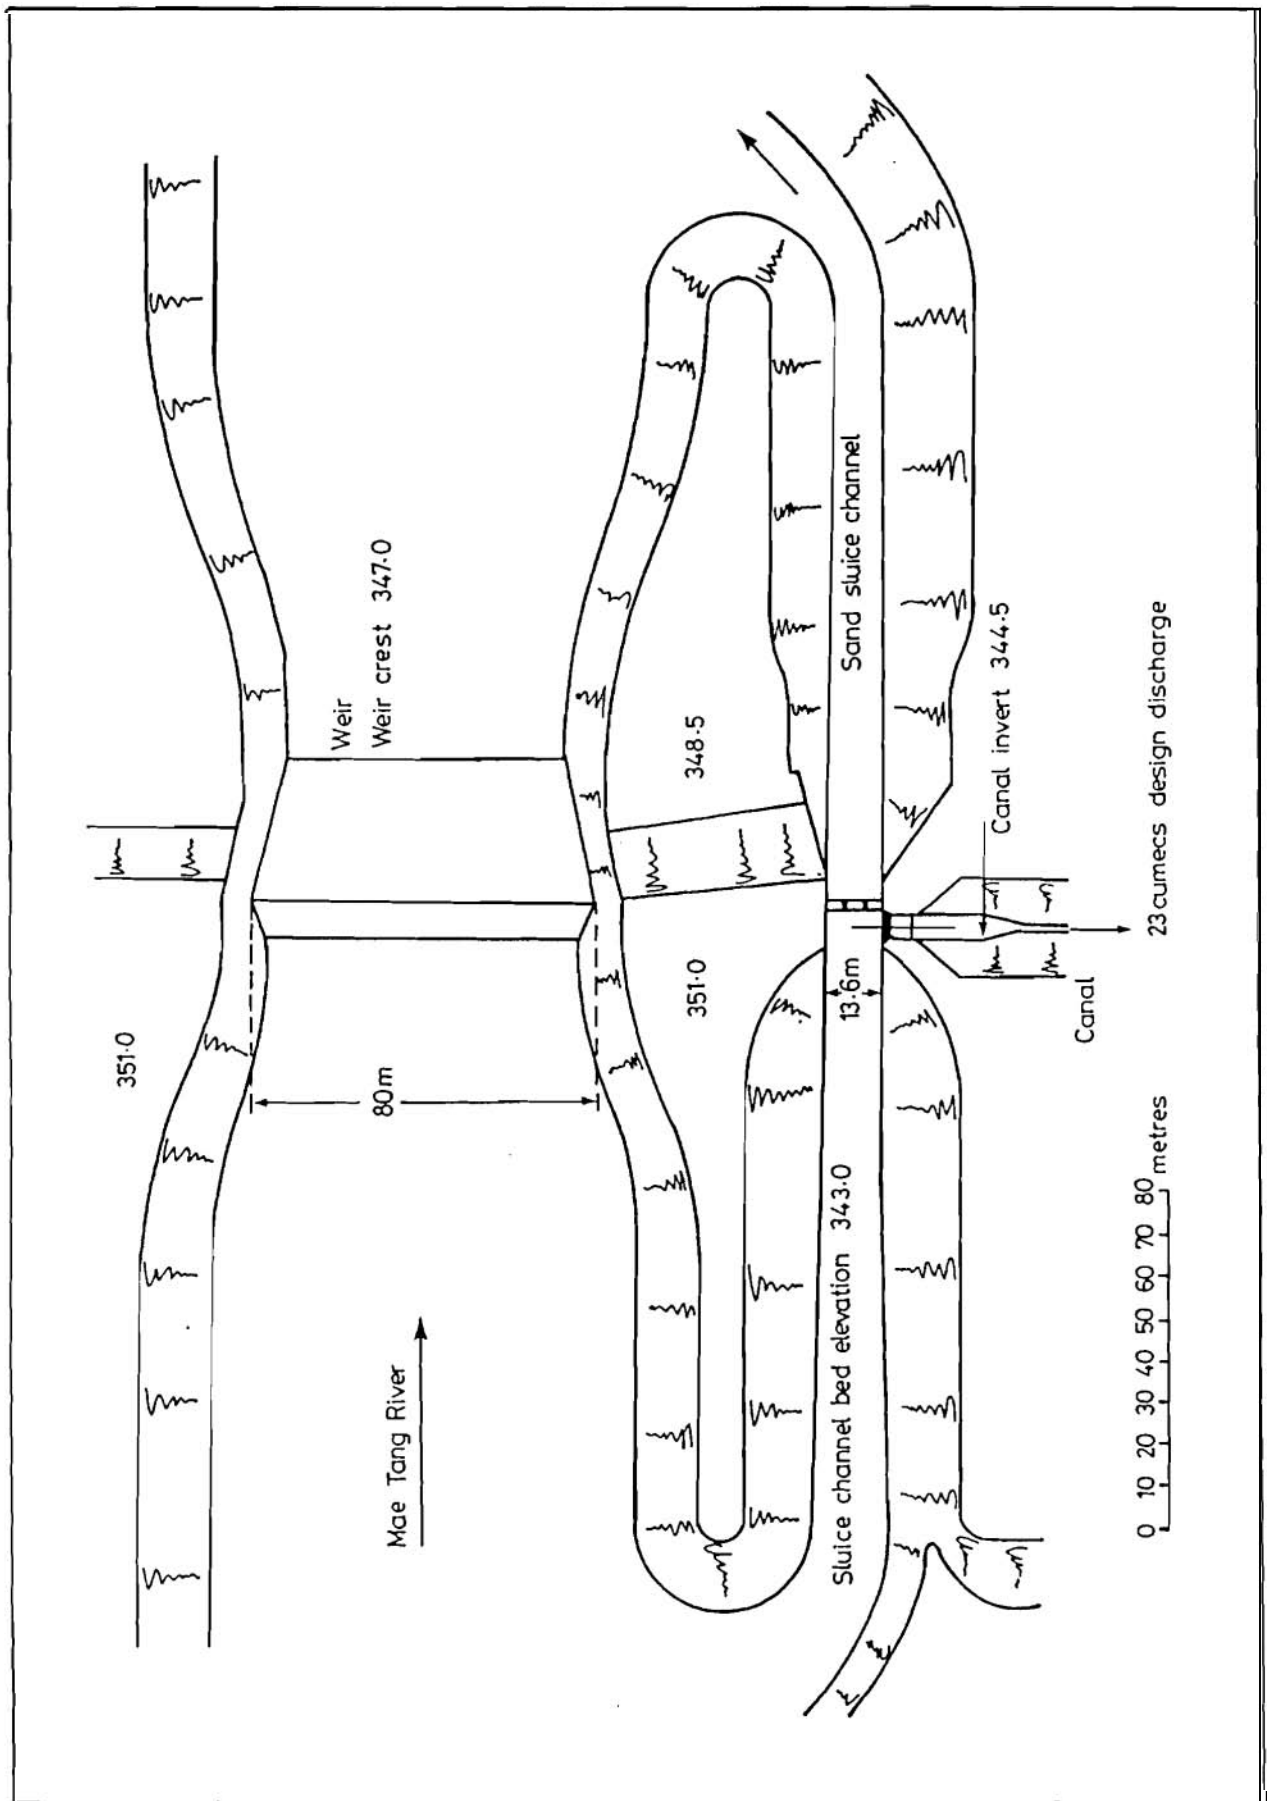 351·0
Weir
Weir crest 347·0
80m
Mae Tang River
348·5
351·0
Sand sluice channel
13·6m
Sluice channel bed elevation 343·0
Canal invert 344·5
Canal
23cumecs design discharge
0 10 20 30 40 50 60 70 80 metres